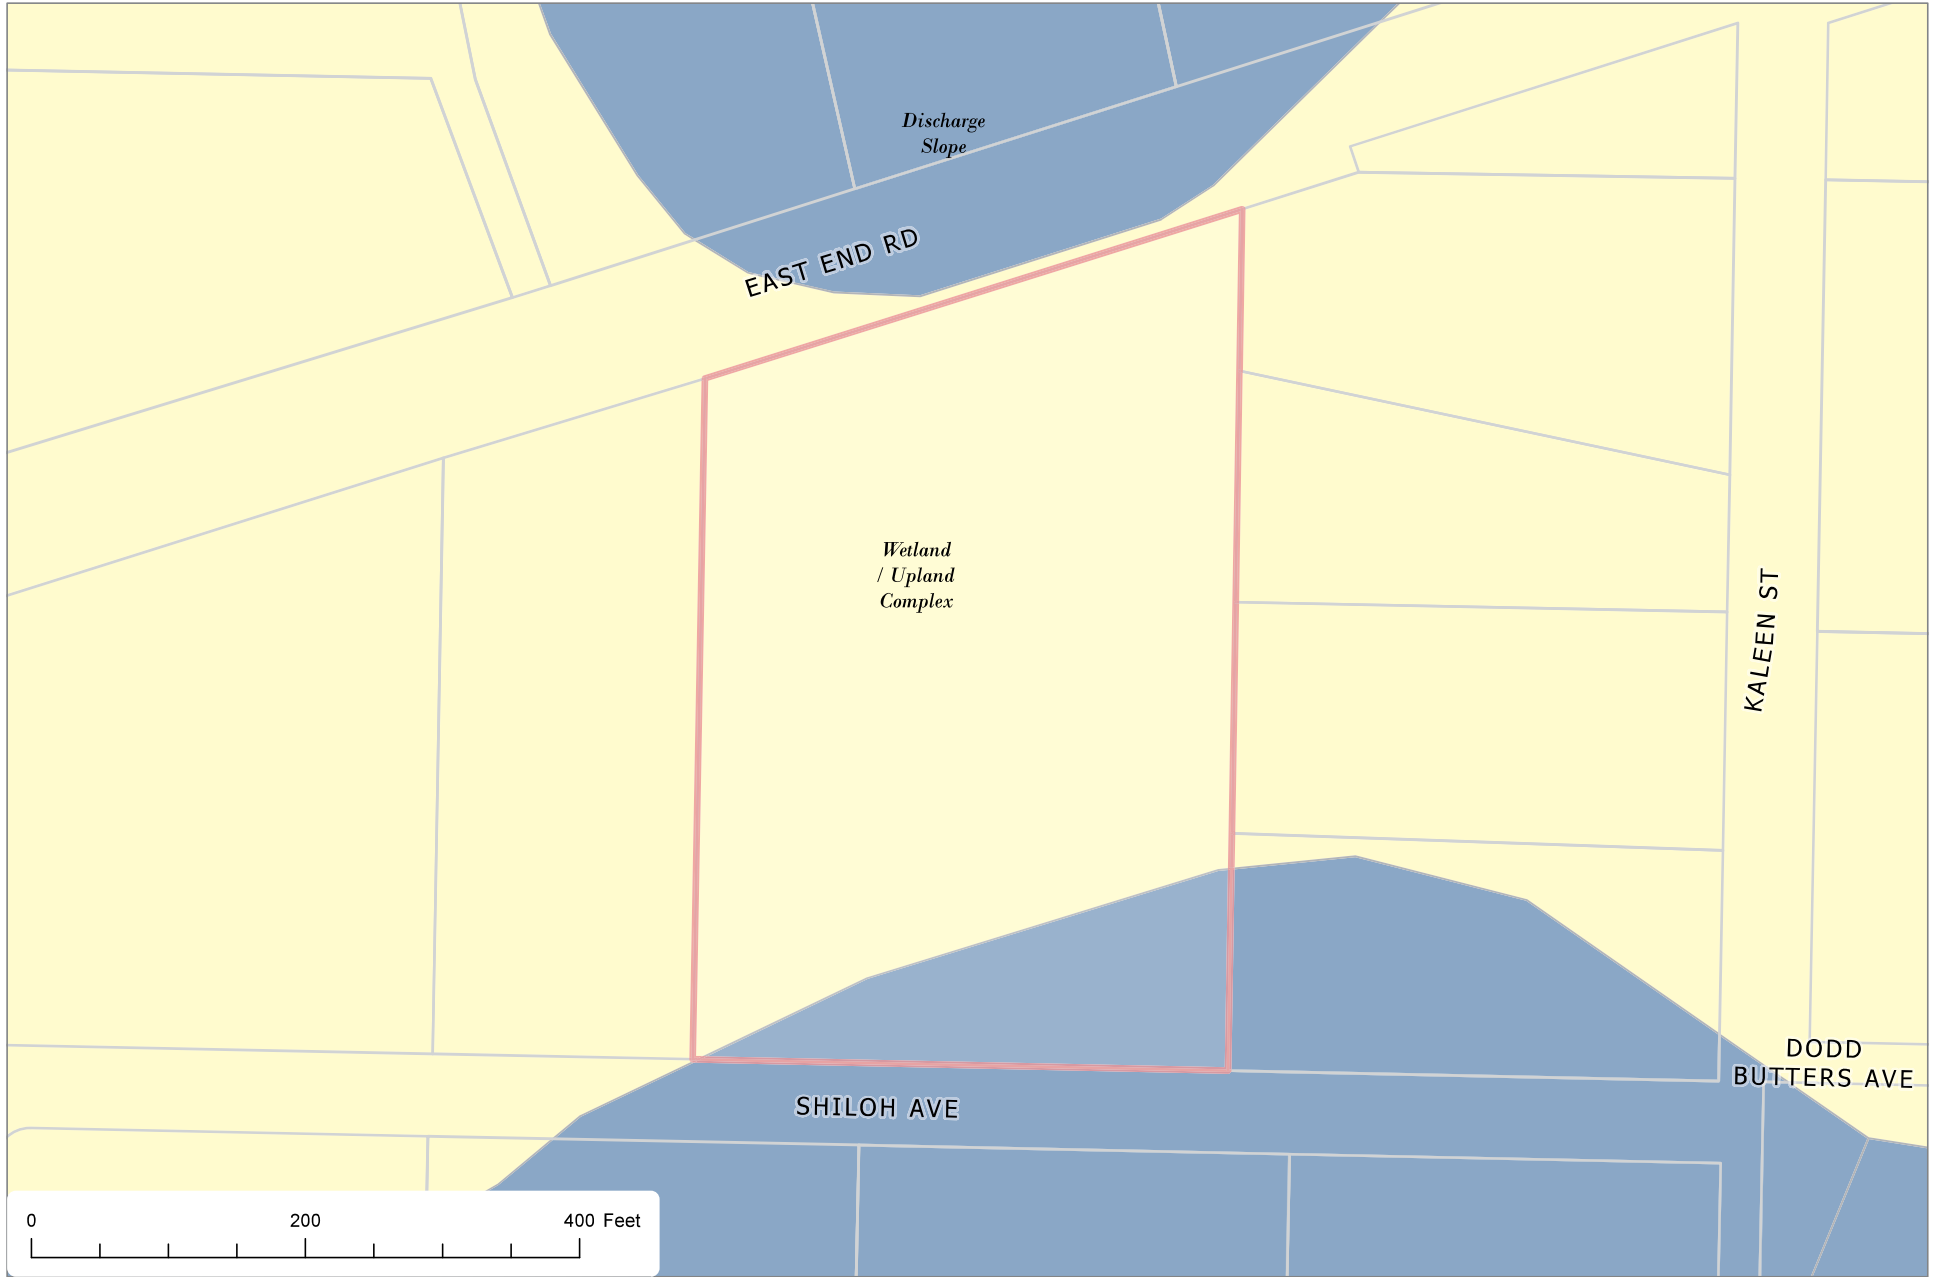 Discharge
Slope
EAST END RD
Wetland
/ Upland
Complex
KALEEN ST
DODD
BUTTERS AVE
SHILOH AVE
0 200 400 Feet